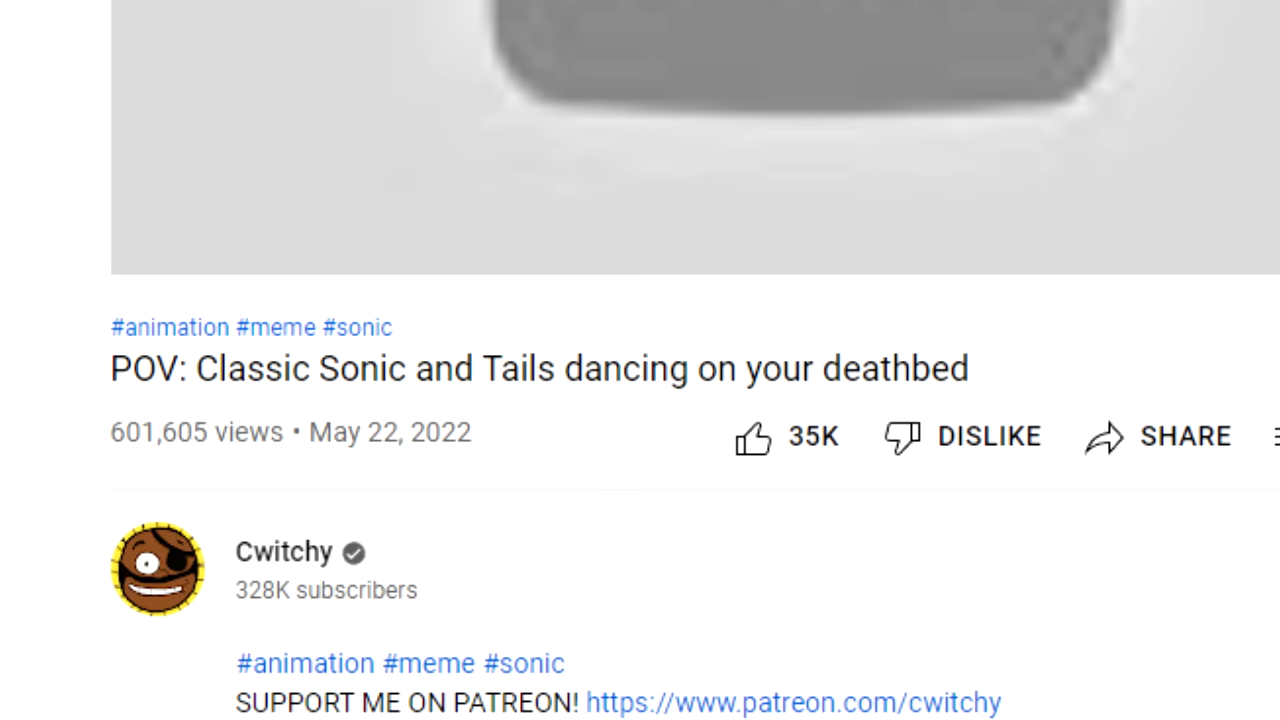 #animation #meme #sonic
POV: Classic Sonic and Tails dancing on your deathbed
601,605 views • May 22, 2022 35K DISLIKE SHARE
Cwitchy
328K subscribers
#animation #meme #sonic
SUPPORT ME ON PATREON! https://www.patreon.com/cwitchy